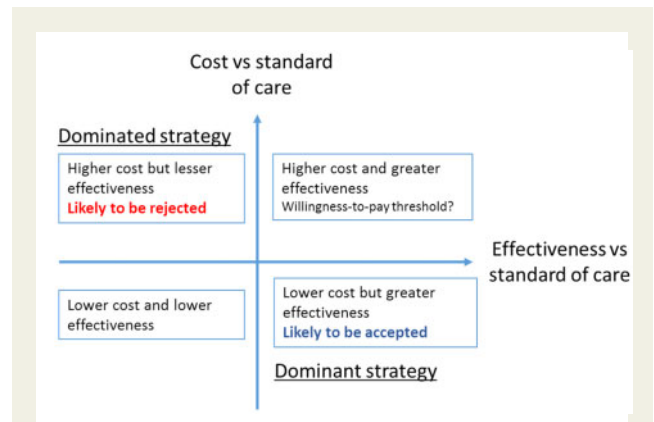 Cost vs standard
of care
Dominated strategy
Higher cost but lesser
effectiveness
Likely to be rejected
Higher cost and greater
effectiveness
Willingness-to-pay threshold?
Effectiveness vs
standard of care
Lower cost and lower
effectiveness
Lower cost but greater
effectiveness
Likely to be accepted
Dominant strategy